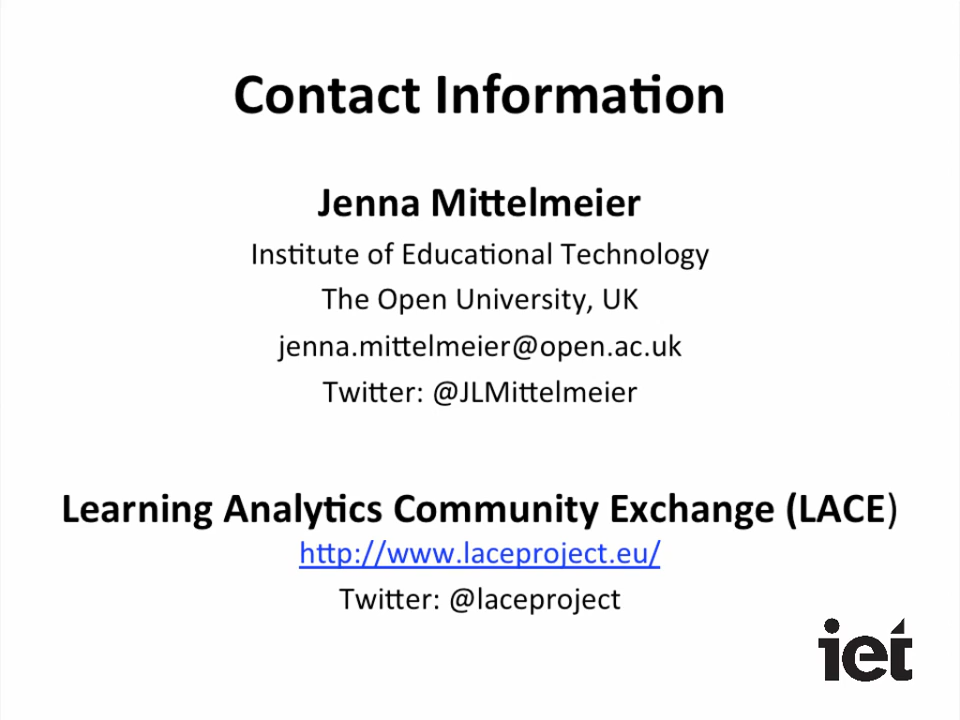 Contact Information
Jenna Mittelmeier
Institute of Educational Technology
The Open University, UK
jenna.mittelmeier@open.ac.uk
Twitter: @JLMittelmeier
Learning Analytics Community Exchange (LACE)
http://www.laceproject.eu/
Twitter: @laceproject
iet